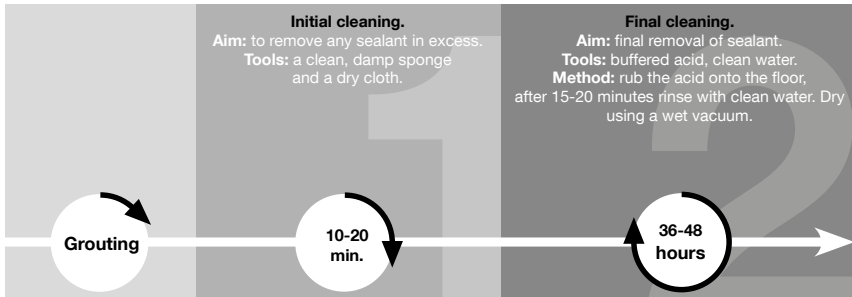 Initial cleaning.
Aim: to remove any sealant in excess.
Tools: a clean, damp sponge
and a dry cloth.
Final cleaning.
Aim: final removal of sealant.
Tools: buffered acid, clean water.
Method: rub the acid onto the floor,
after 15-20 minutes rinse with clean water. Dry
using a wet vacuum.
1
2
Grouting
10-20
min.
36-48
hours